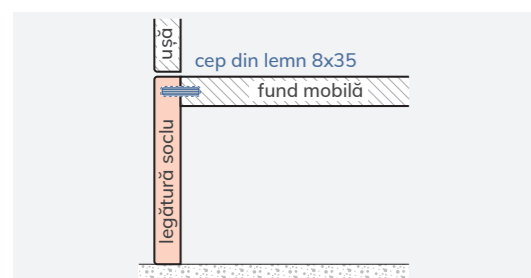 ușă
cep din lemn 8x35
fund mobilă
legătură soclu